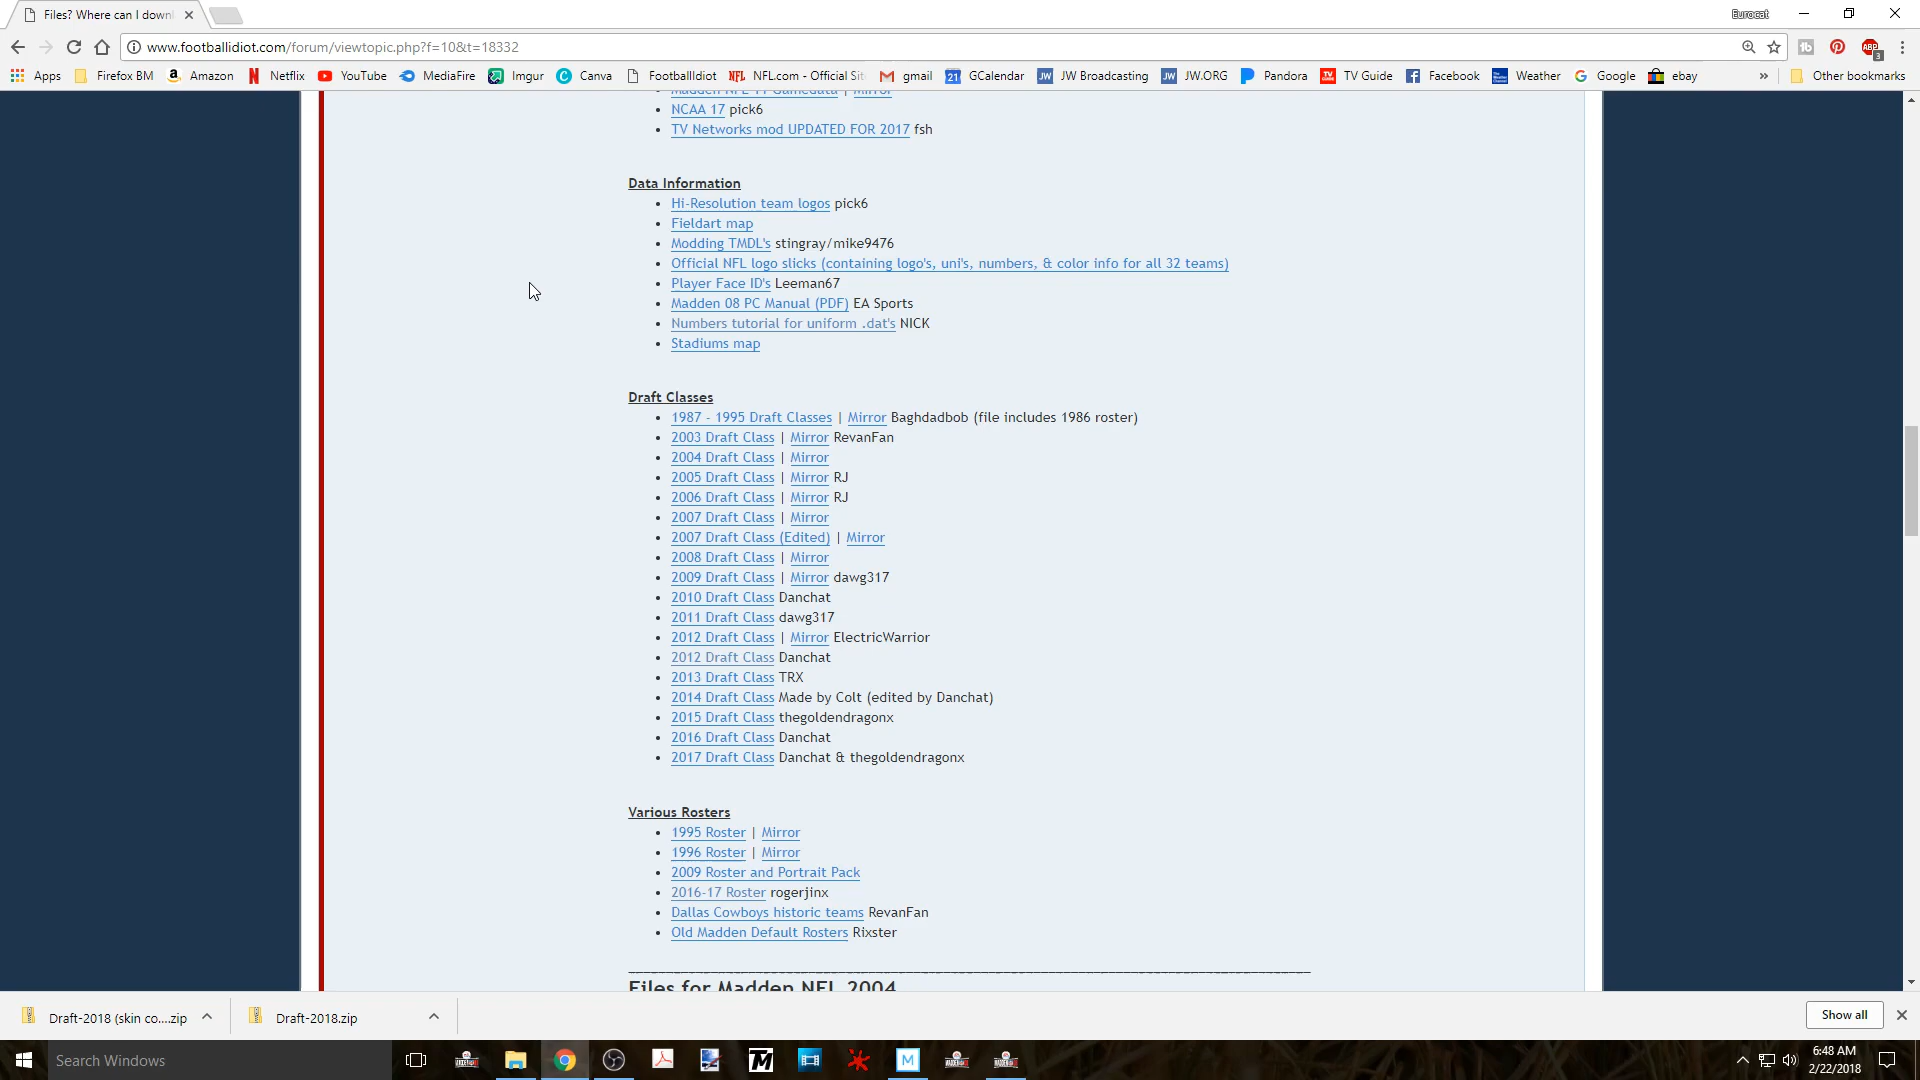 Files? Where can I down
Eurocat
www.footballidiot.com/forum/viewtopic.php?f=10&t=18332
Apps Firefox BM Amazon Netflix YouTube MediaFire Imgur Canva FootballIdiot NFL.com - Official Sit gmail GCalendar JW Broadcasting JW.ORG Pandora TV Guide Facebook Weather Google ebay » Other bookmarks
Madden NFL 11 Gamedata | Mirror
NCAA 17 pick6
TV Networks mod UPDATED FOR 2017 fsh
Data Information
Hi-Resolution team logos pick6
Fieldart map
Modding TMDL's stingray/mike9476
Official NFL logo slicks (containing logo's, uni's, numbers, & color info for all 32 teams)
Player Face ID's Leeman67
Madden 08 PC Manual (PDF) EA Sports
Numbers tutorial for uniform .dat's NICK
Stadiums map
Draft Classes
1987 - 1995 Draft Classes | Mirror Baghdadbob (file includes 1986 roster)
2003 Draft Class | Mirror RevanFan
2004 Draft Class | Mirror
2005 Draft Class | Mirror RJ
2006 Draft Class | Mirror RJ
2007 Draft Class | Mirror
2007 Draft Class (Edited) | Mirror
2008 Draft Class | Mirror
2009 Draft Class | Mirror dawg317
2010 Draft Class Danchat
2011 Draft Class dawg317
2012 Draft Class | Mirror ElectricWarrior
2012 Draft Class Danchat
2013 Draft Class TRX
2014 Draft Class Made by Colt (edited by Danchat)
2015 Draft Class thegoldendragonx
2016 Draft Class Danchat
2017 Draft Class Danchat & thegoldendragonx
Various Rosters
1995 Roster | Mirror
1996 Roster | Mirror
2009 Roster and Portrait Pack
2016-17 Roster rogerjinx
Dallas Cowboys historic teams RevanFan
Old Madden Default Rosters Rixster
Files for Madden NFL 2004
Draft-2018 (skin co....zip Draft-2018.zip Show all
Search Windows
6:48 AM
2/22/2018